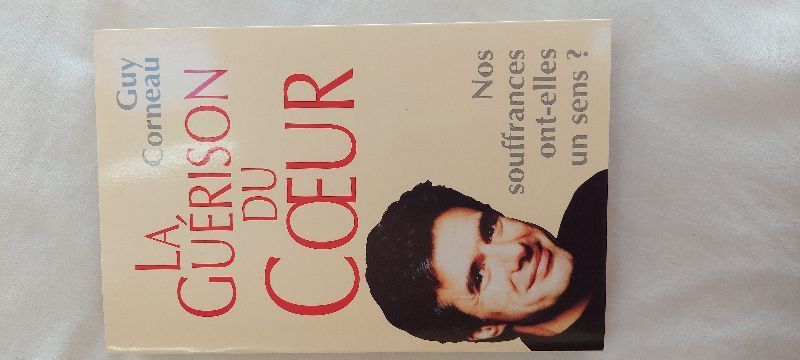 Guy
Corneau
LA
GUÉRISON
DU
CŒUR
Nos
souffrances
ont-elles
un sens ?